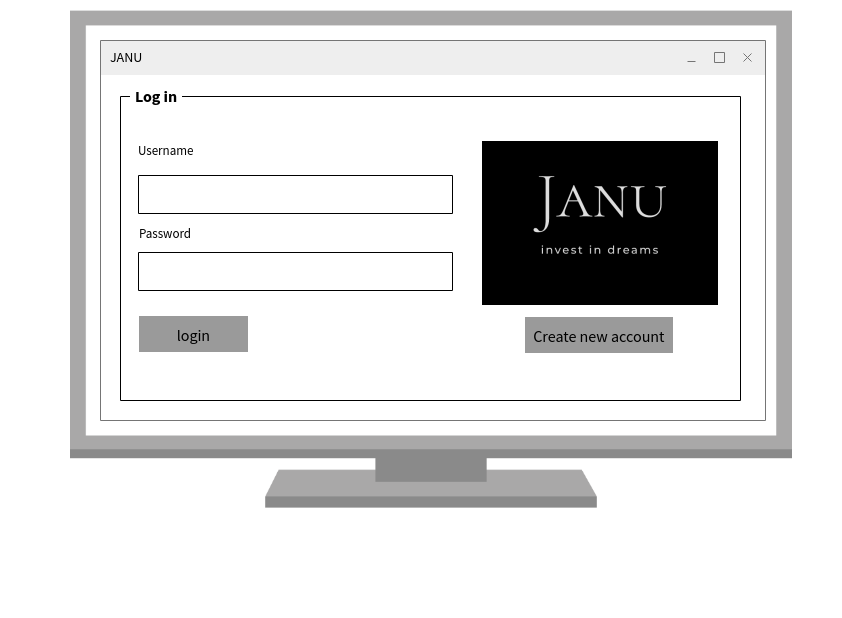 JANU
Log in
Username
Password
login
JANU
invest in dreams
Create new account